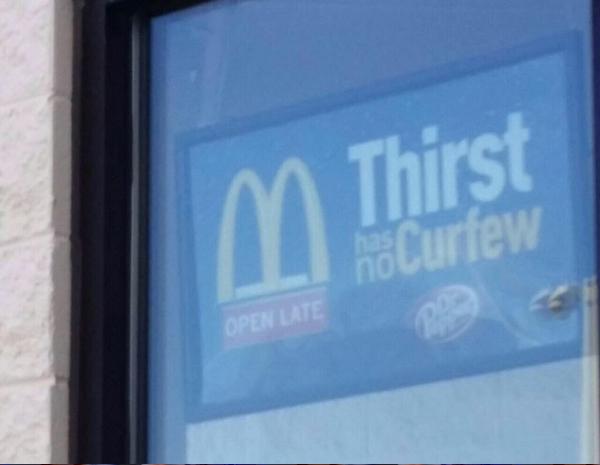 Thirst
has no Curfew
OPEN LATE
Dr Pepper